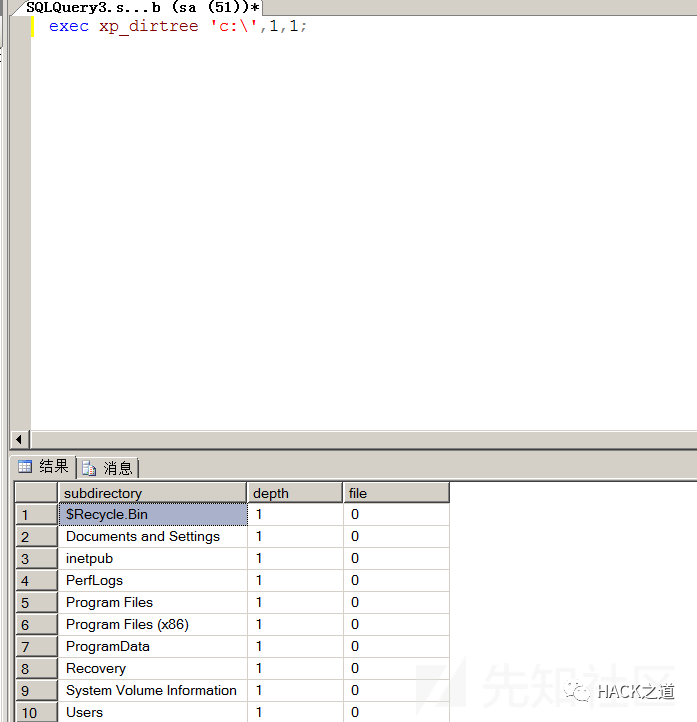 SQLQuery3.s...b (sa (51))*
exec xp_dirtree 'c:\',1,1;
结果 消息
subdirectory depth file
1 $Recycle.Bin 1 0
2 Documents and Settings 1 0
3 inetpub 1 0
4 PerfLogs 1 0
5 Program Files 1 0
6 Program Files (x86) 1 0
7 ProgramData 1 0
8 Recovery 1 0
9 System Volume Information 1 0
10 Users 1 0
先知社区
HACK之道